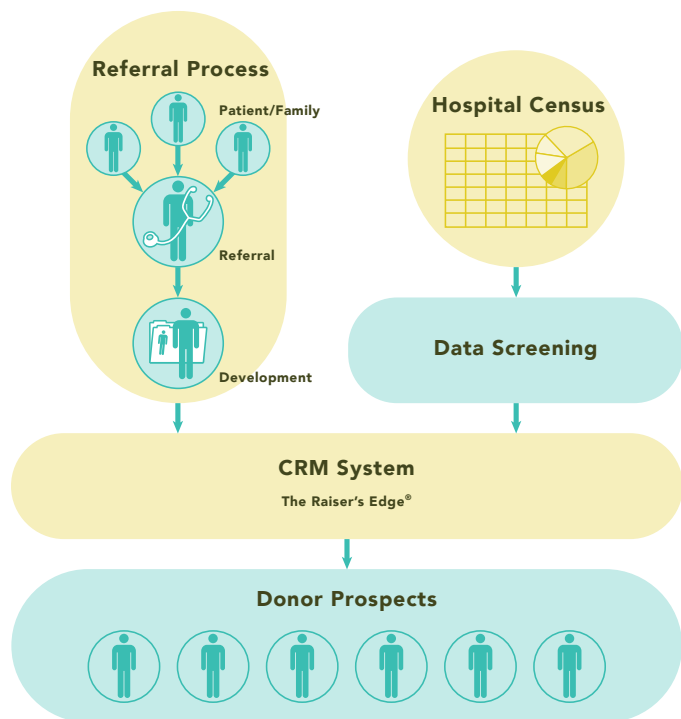 Referral Process
Patient/Family
Referral
Development
Hospital Census
Data Screening
CRM System
The Raiser’s Edge®
Donor Prospects